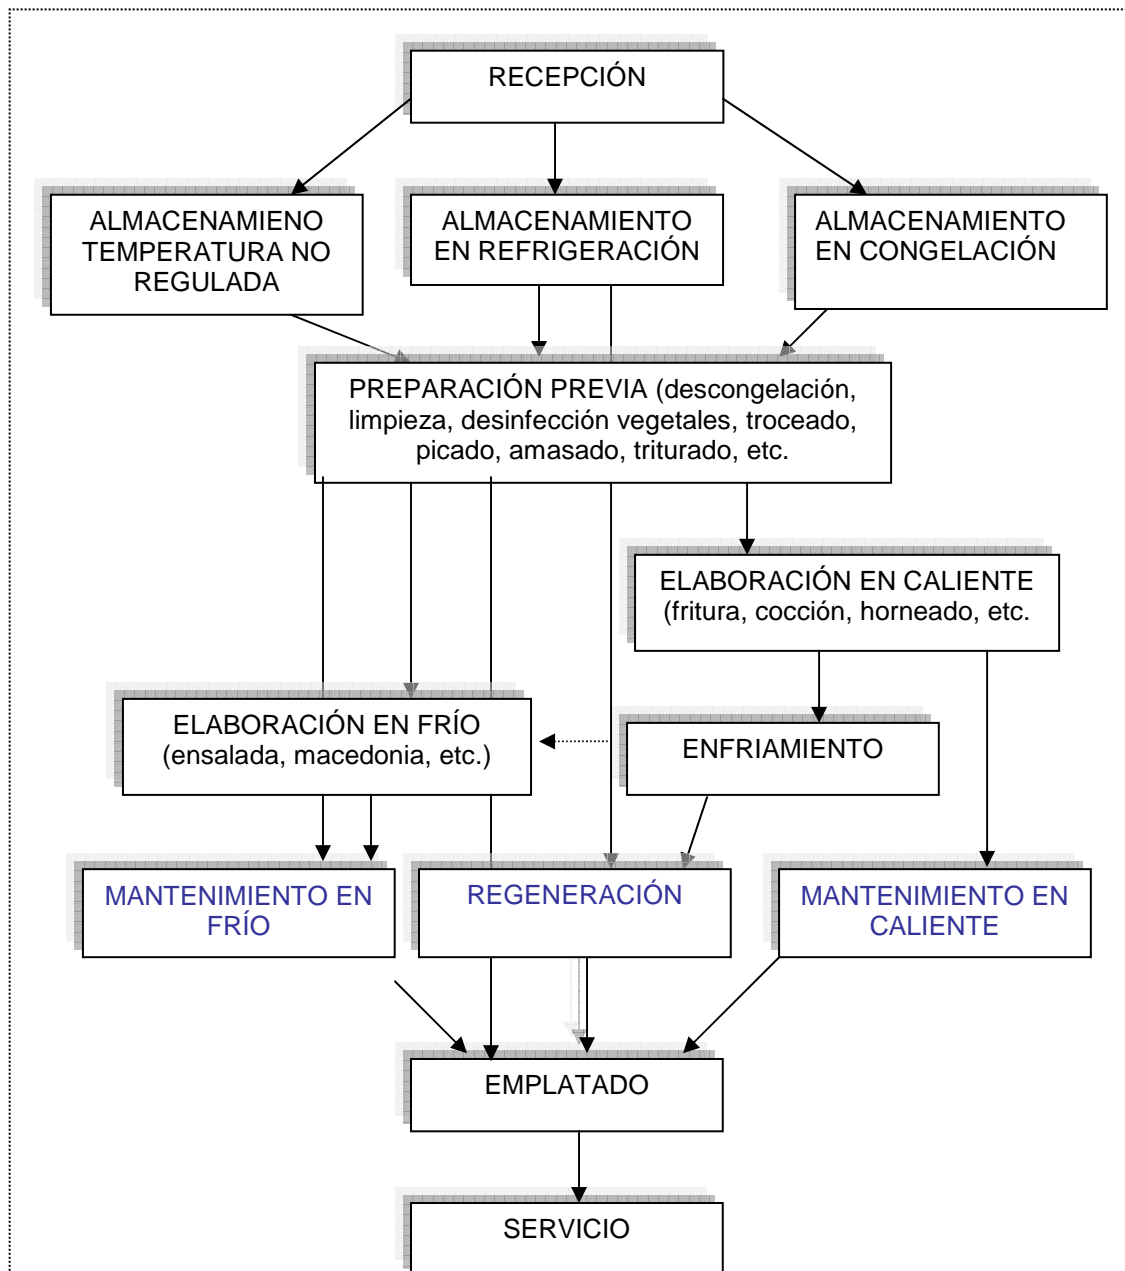 RECEPCIÓN
ALMACENAMIENO
TEMPERATURA NO
REGULADA
ALMACENAMIENTO
EN REFRIGERACIÓN
ALMACENAMIENTO
EN CONGELACIÓN
PREPARACIÓN PREVIA (descongelación,
limpieza, desinfección vegetales, troceado,
picado, amasado, triturado, etc.
ELABORACIÓN EN CALIENTE
(fritura, cocción, horneado, etc.
ELABORACIÓN EN FRÍO
(ensalada, macedonia, etc.)
ENFRIAMIENTO
MANTENIMIENTO EN
FRÍO
REGENERACIÓN
MANTENIMIENTO EN
CALIENTE
EMPLATADO
SERVICIO